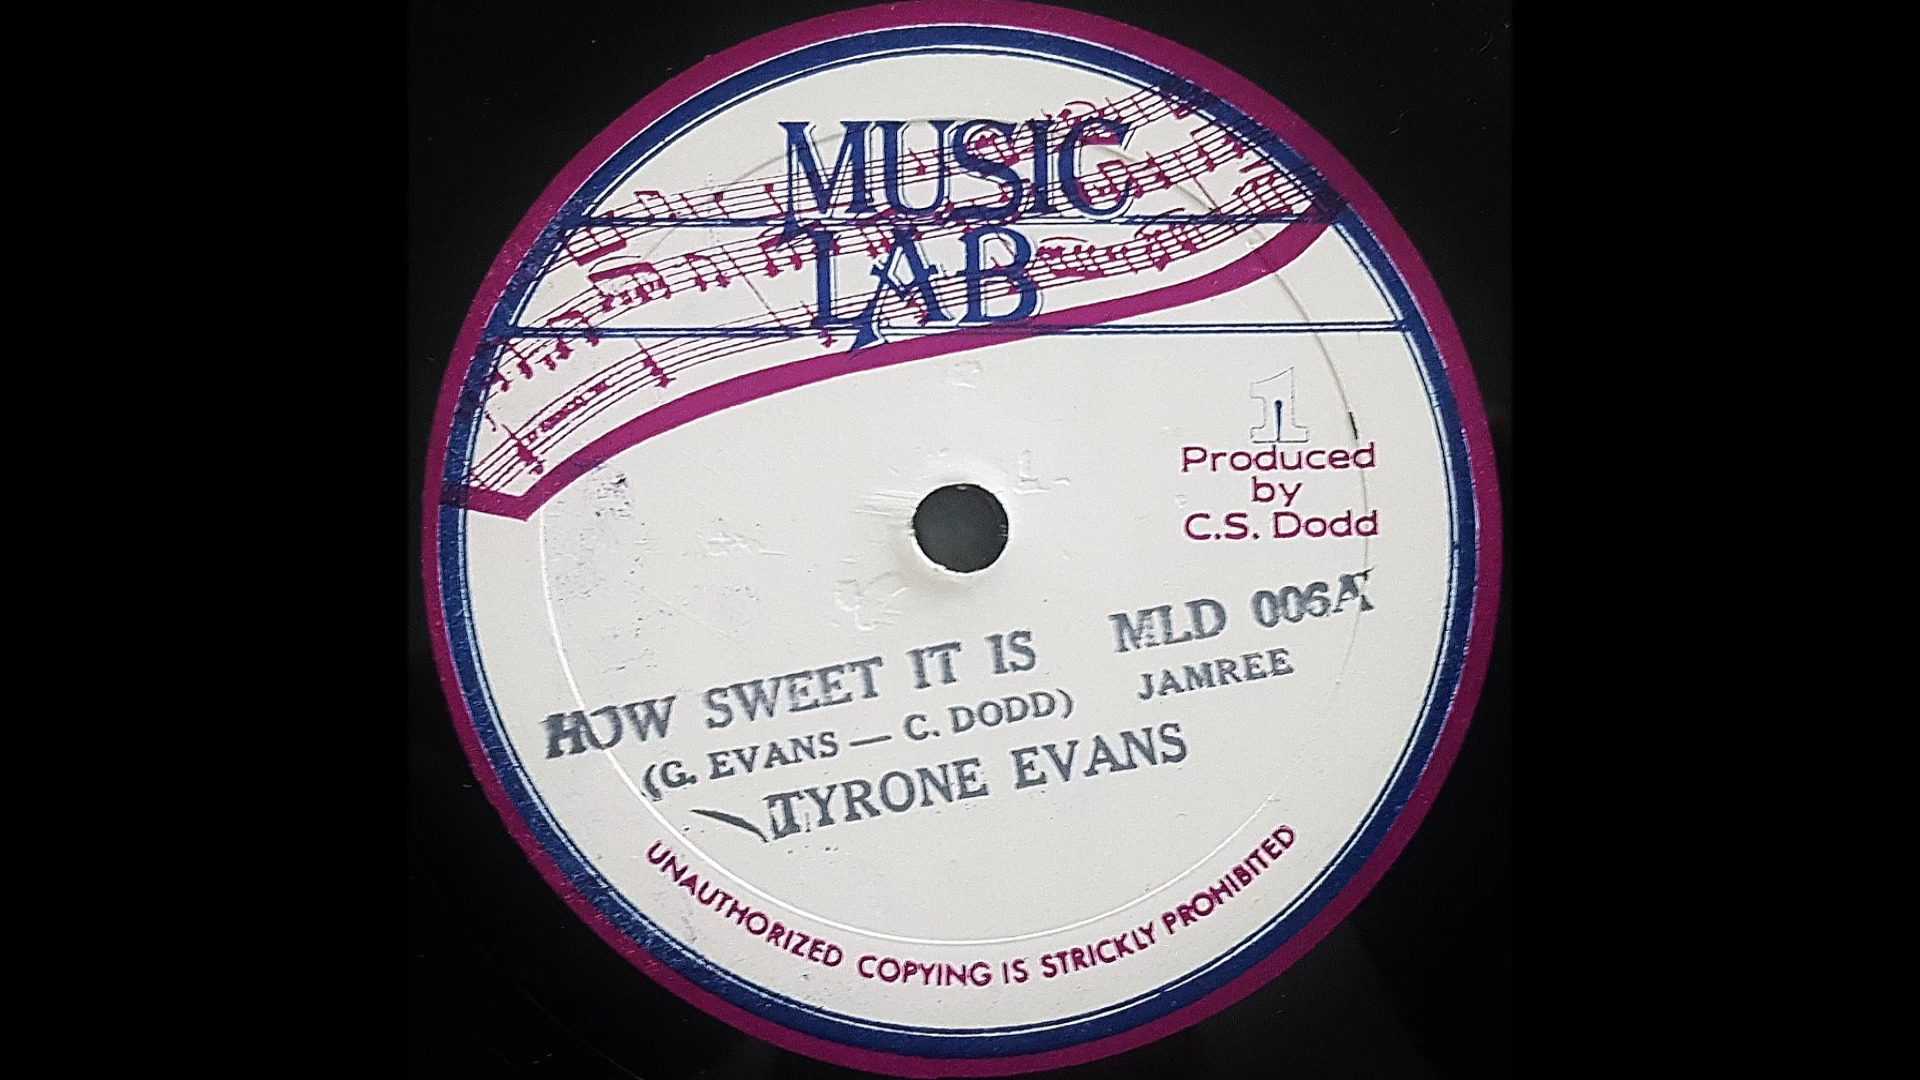 MUSIC
LAB
1
Produced
by
C.S. Dodd
MLD 006A
JAMREE
HOW SWEET IT IS
(G. EVANS — C. DODD)
TYRONE EVANS
UNAUTHORIZED COPYING IS STRICKLY PROHIBITED